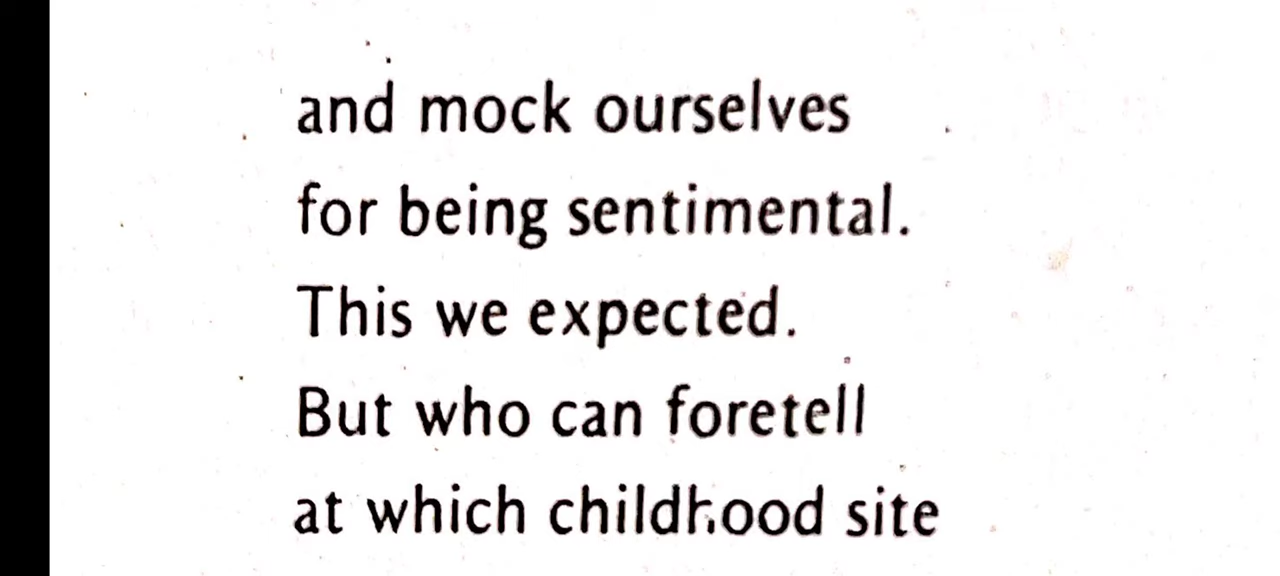 and mock ourselves
for being sentimental.
This we expected.
But who can foretell
at which childhood site